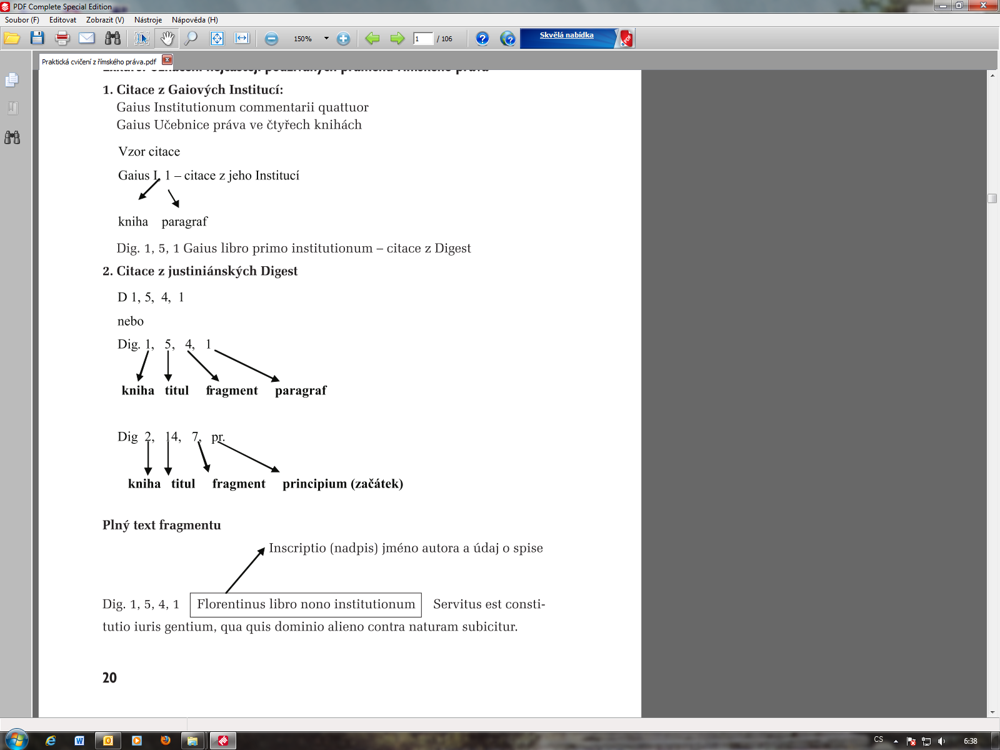 PDF Complete Special Edition
Soubor (F) Editovat Zobrazit (V) Nástroje Nápověda (H)
150% 1 / 106 Skvělá nabídka
Praktická cvičení z římského práva.pdf
1. Citace z Gaiových Institucí:
Gaius Institutionum commentarii quattuor
Gaius Učebnice práva ve čtyřech knihách
Vzor citace
Gaius I, 1 – citace z jeho Institucí
kniha paragraf
Dig. 1, 5, 1 Gaius libro primo institutionum – citace z Digest
2. Citace z justiniánských Digest
D 1, 5, 4, 1
nebo
Dig. 1, 5, 4, 1
kniha titul fragment paragraf
Dig 2, 14, 7, pr.
kniha titul fragment principium (začátek)
Plný text fragmentu
Inscriptio (nadpis) jméno autora a údaj o spise
Dig. 1, 5, 4, 1 Florentinus libro nono institutionum Servitus est consti-
tutio iuris gentium, qua quis dominio alieno contra naturam subicitur.
20
CS 6:38